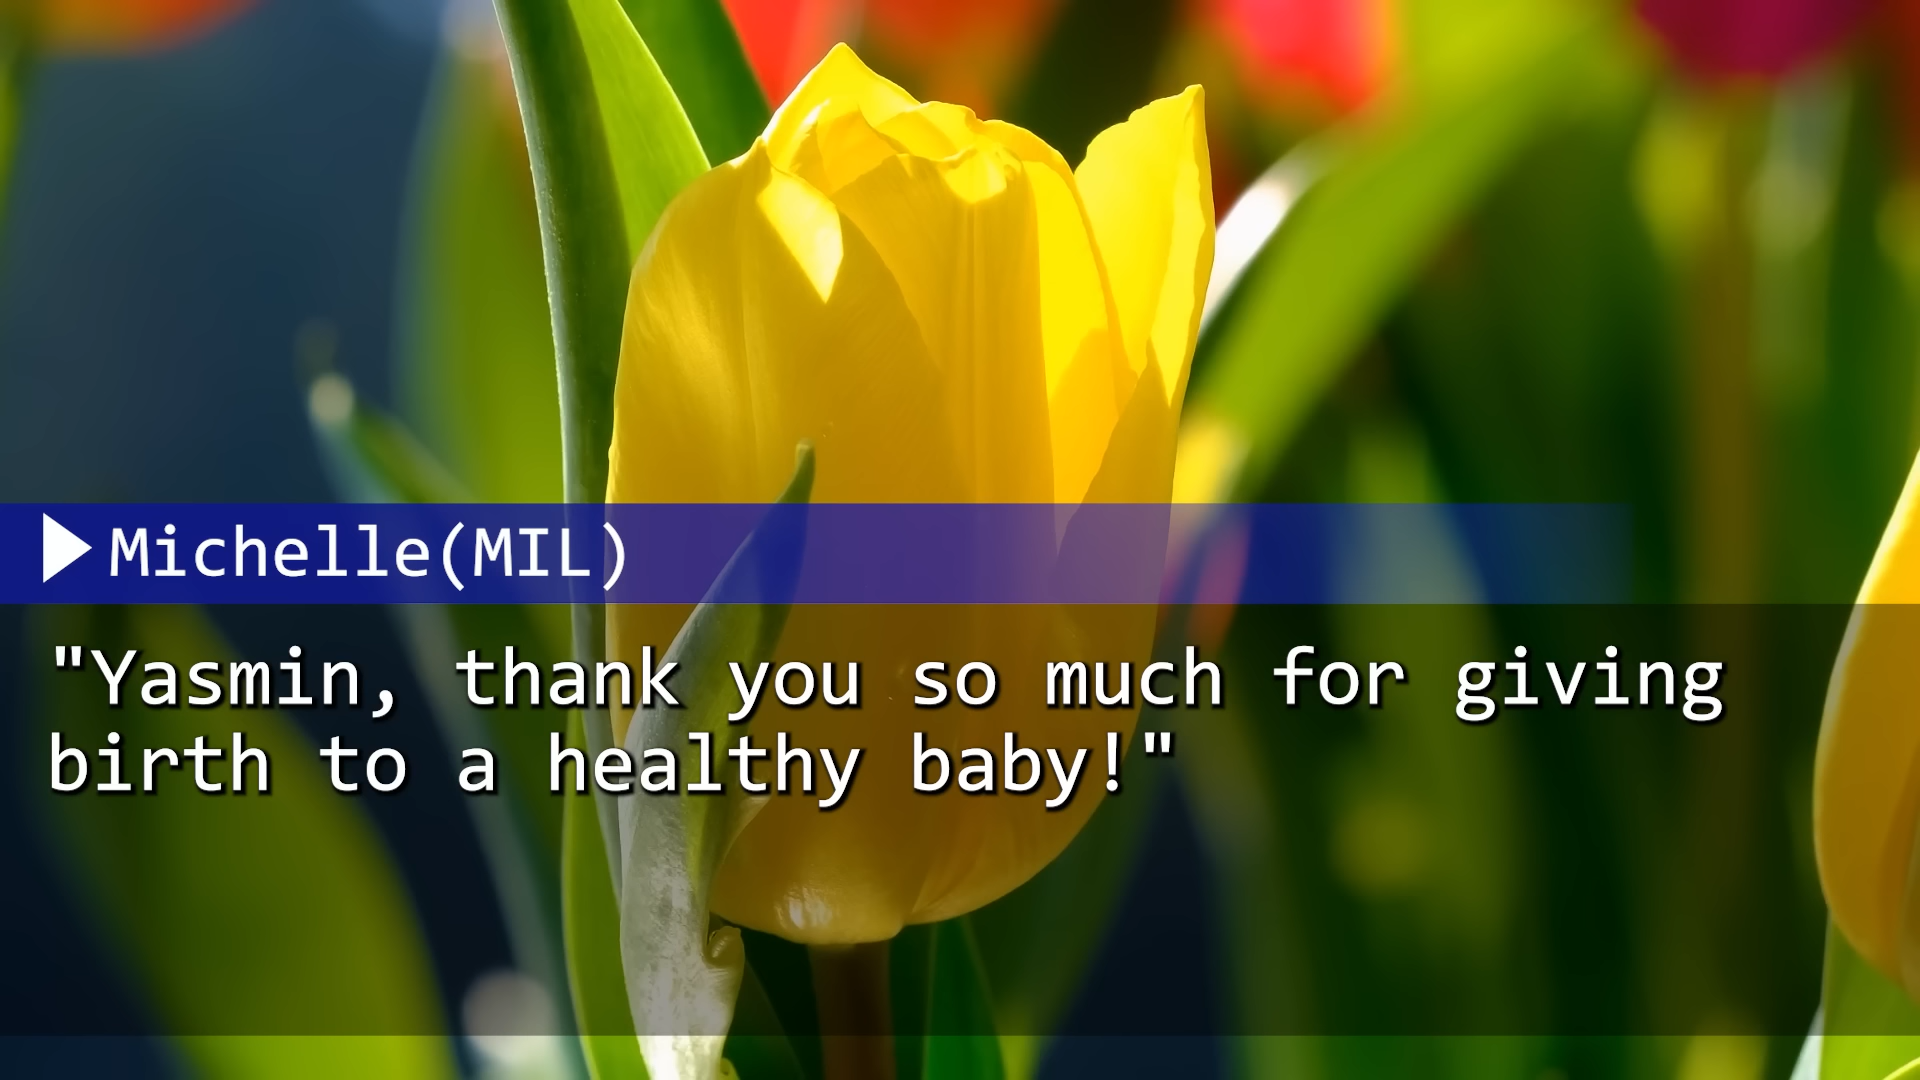 Michelle(MIL)
"Yasmin, thank you so much for giving
birth to a healthy baby!"